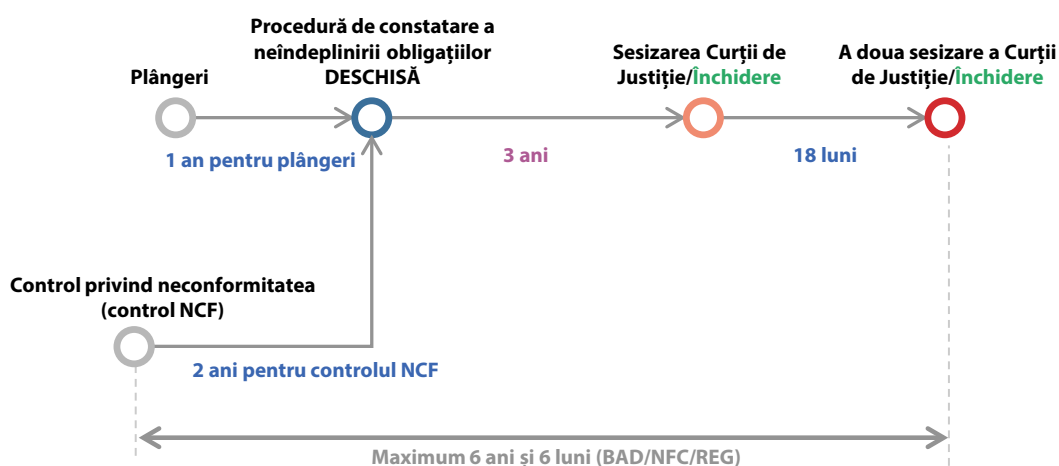 Procedură de constatare a
neîndeplinirii obligațiilor
DESCHISĂ
Plângeri
Sesizarea Curții de
Justiție/Închidere
A doua sesizare a Curții
de Justiție/Închidere
1 an pentru plângeri
3 ani
18 luni
Control privind neconformitatea
(control NCF)
2 ani pentru controlul NCF
Maximum 6 ani și 6 luni (BAD/NFC/REG)